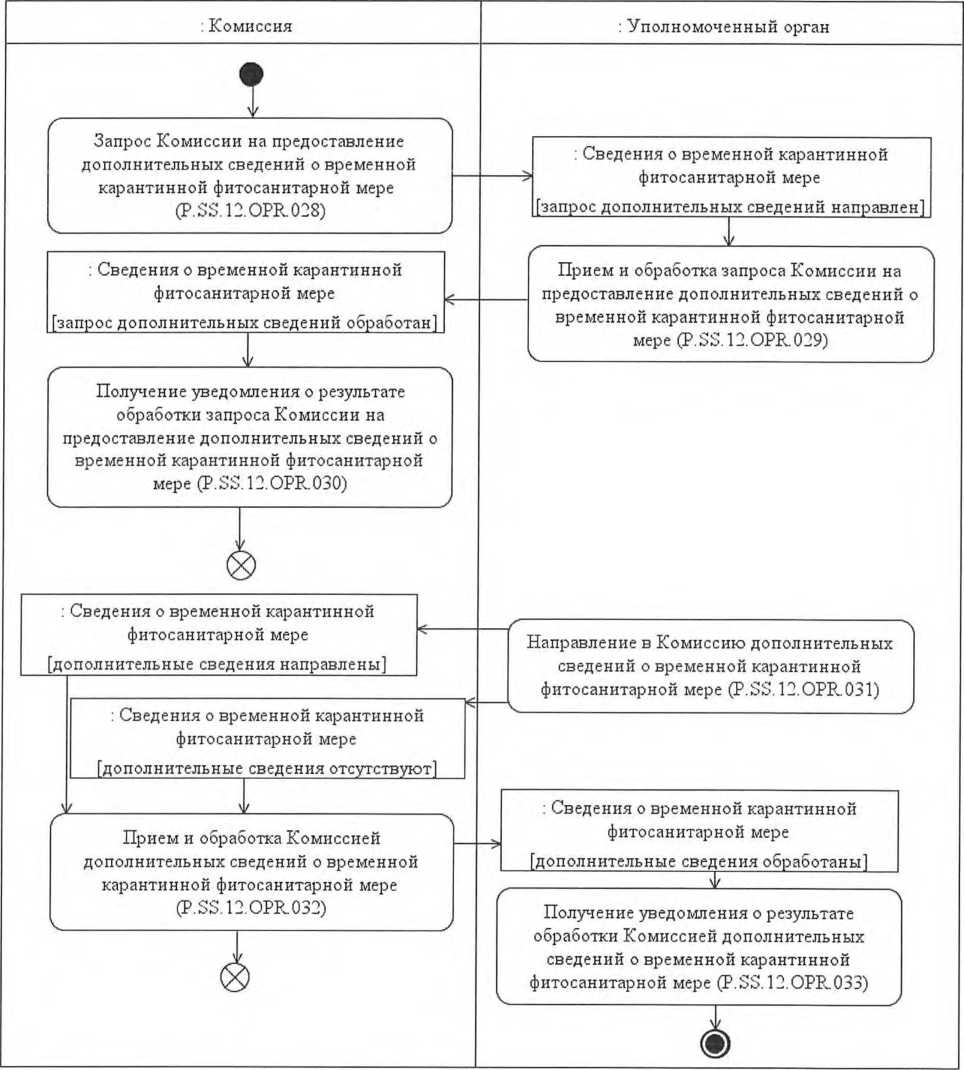 : Комиссия
: Уполномоченный орган
Запрос Комиссии на предоставление
дополнительных сведений о временной
карантинной фитосанитарной мере
(P.SS.12.OPR.028)
: Сведения о временной карантинной
фитосанитарной мере
[запрос дополнительных сведений направлен]
: Сведения о временной карантинной
фитосанитарной мере
[запрос дополнительных сведений обработан]
Прием и обработка запроса Комиссии на
предоставление дополнительных сведений о
временной карантинной фитосанитарной
мере (P.SS.12.OPR.029)
Получение уведомления о результате
обработки запроса Комиссии на
предоставление дополнительных сведений о
временной карантинной фитосанитарной
мере (P.SS.12.OPR.030)
: Сведения о временной карантинной
фитосанитарной мере
[дополнительные сведения направлены]
Направление в Комиссию дополнительных
сведений о временной карантинной
фитосанитарной мере (P.SS.12.OPR.031)
: Сведения о временной карантинной
фитосанитарной мере
[дополнительные сведения отсутствуют]
Прием и обработка Комиссией
дополнительных сведений о временной
карантинной фитосанитарной мере
(P.SS.12.OPR.032)
: Сведения о временной карантинной
фитосанитарной мере
[дополнительные сведения обработаны]
Получение уведомления о результате
обработки Комиссией дополнительных
сведений о временной карантинной
фитосанитарной мере (P.SS.12.OPR.033)